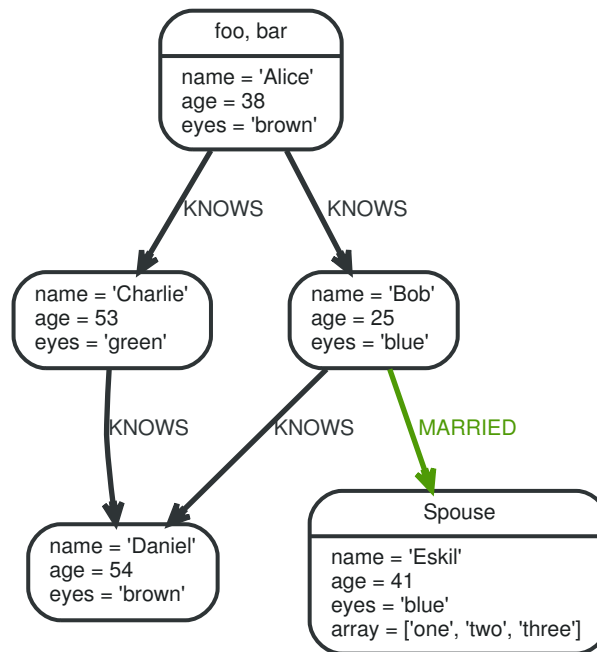 foo, bar
name = 'Alice'
age = 38
eyes = 'brown'
KNOWS
KNOWS
name = 'Charlie'
age = 53
eyes = 'green'
name = 'Bob'
age = 25
eyes = 'blue'
KNOWS
KNOWS
MARRIED
name = 'Daniel'
age = 54
eyes = 'brown'
Spouse
name = 'Eskil'
age = 41
eyes = 'blue'
array = ['one', 'two', 'three']